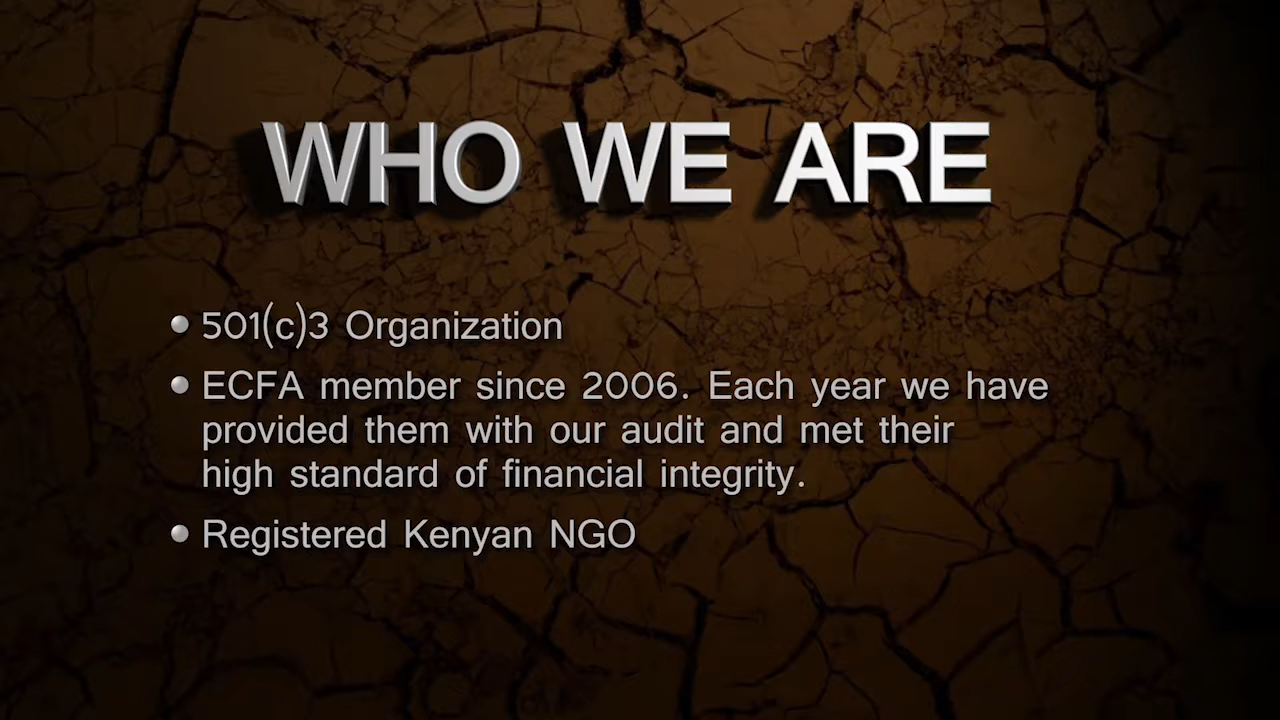 WHO WE ARE
501(c)3 Organization
ECFA member since 2006. Each year we have
provided them with our audit and met their
high standard of financial integrity.
Registered Kenyan NGO